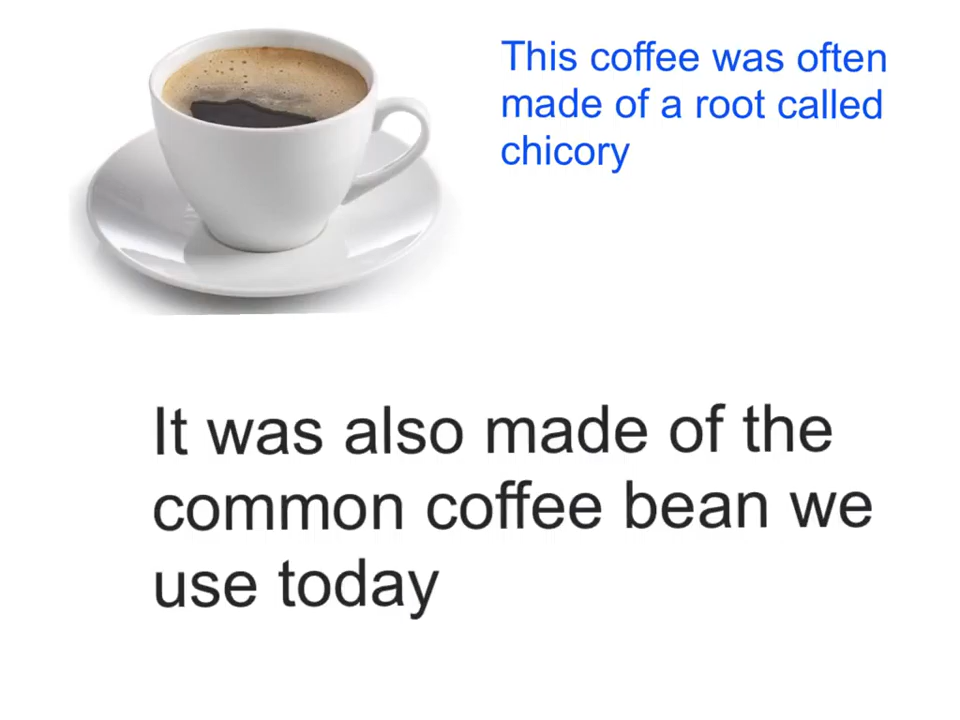 This coffee was often
made of a root called
chicory
It was also made of the
common coffee bean we
use today